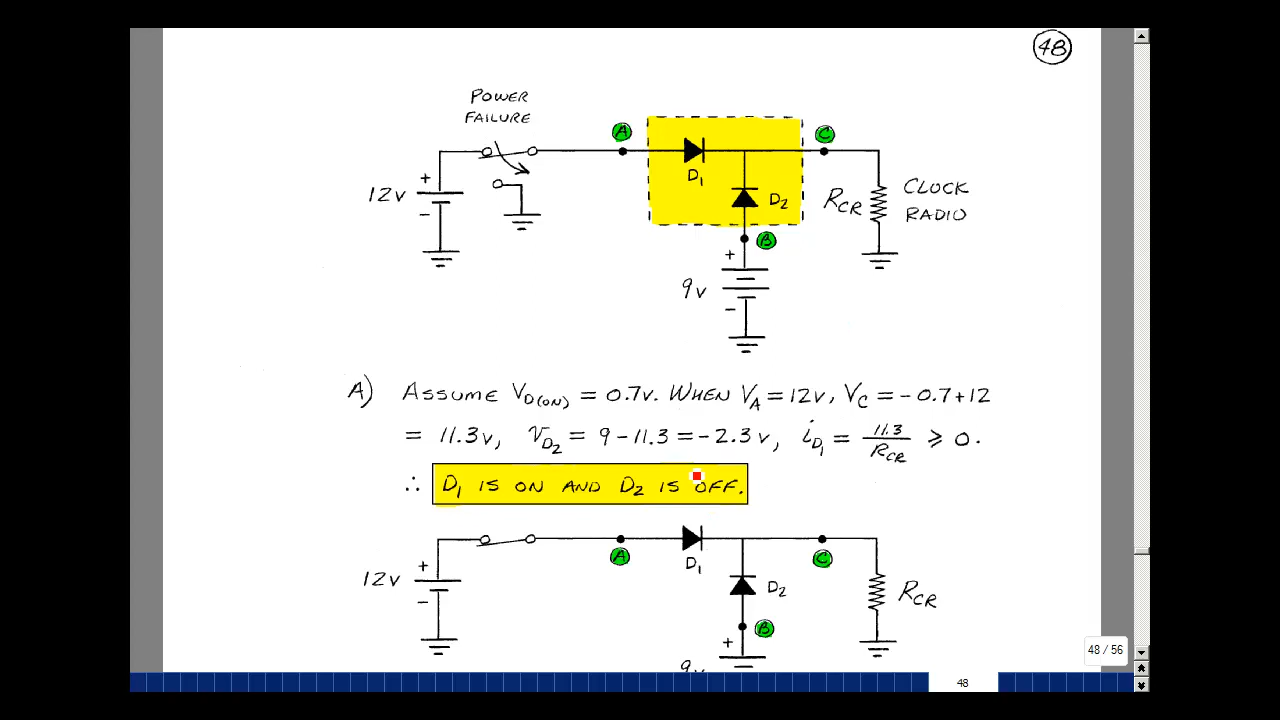 48
POWER
FAILURE
A
C
12V
+
-
D1
D2
RCR
CLOCK
RADIO
B
+
9V
-
A) ASSUME VD(ON) = 0.7V. WHEN VA = 12V, VC = -0.7+12
= 11.3V, VD2 = 9-11.3 = -2.3V, iD1 = 11.3/RCR ≥ 0.
∴ D1 IS ON AND D2 IS OFF.
A
D1
C
12V
+
-
D2
RCR
B
+
9V
48 / 56
48